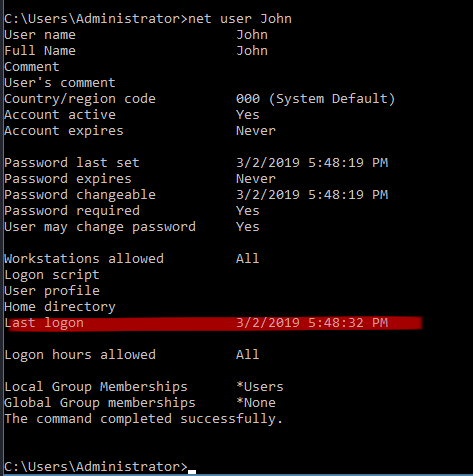 C:\Users\Administrator>net user John
User name                    John
Full Name                    John
Comment
User's comment
Country/region code          000 (System Default)
Account active               Yes
Account expires              Never
Password last set            3/2/2019 5:48:19 PM
Password expires             Never
Password changeable          3/2/2019 5:48:19 PM
Password required            Yes
User may change password     Yes
Workstations allowed         All
Logon script
User profile
Home directory
Last logon                   3/2/2019 5:48:32 PM
Logon hours allowed          All
Local Group Memberships      *Users
Global Group memberships     *None
The command completed successfully.
C:\Users\Administrator>